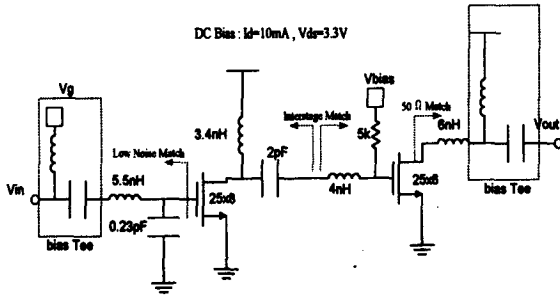 DC Bias : Id=10mA , Vds=3.3V
Vg
Vbias
3.4nH
Interstage Match
50 Ω Match
6nH
Vout
5k
2pF
Low Noise Match
Vin
5.5nH
25x8
4nH
25x6
bias Tee
0.23pF
bias Tee